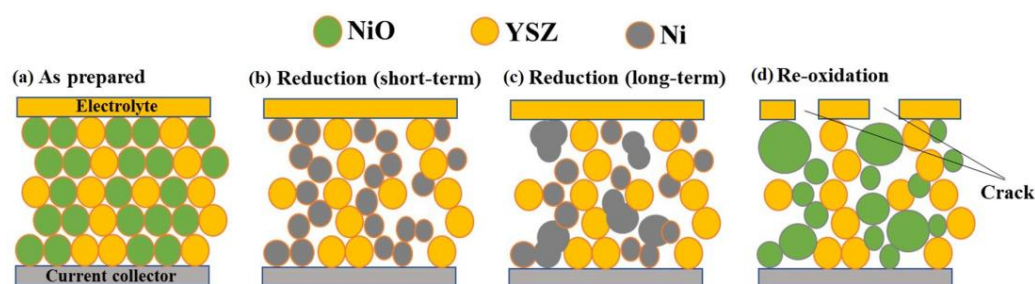 NiO YSZ Ni
(a) As prepared (b) Reduction (short-term) (c) Reduction (long-term) (d) Re-oxidation
Electrolyte
Crack
Current collector